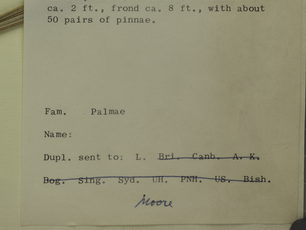 ca. 2 ft., frond ca. 8 ft., with about
50 pairs of pinnae.
Fam. Palmae
Name:
Dupl. sent to: L. Bri. Canb. A. K.
Bog. Sing. Syd. UH. PNH. US. Bish.
Moore